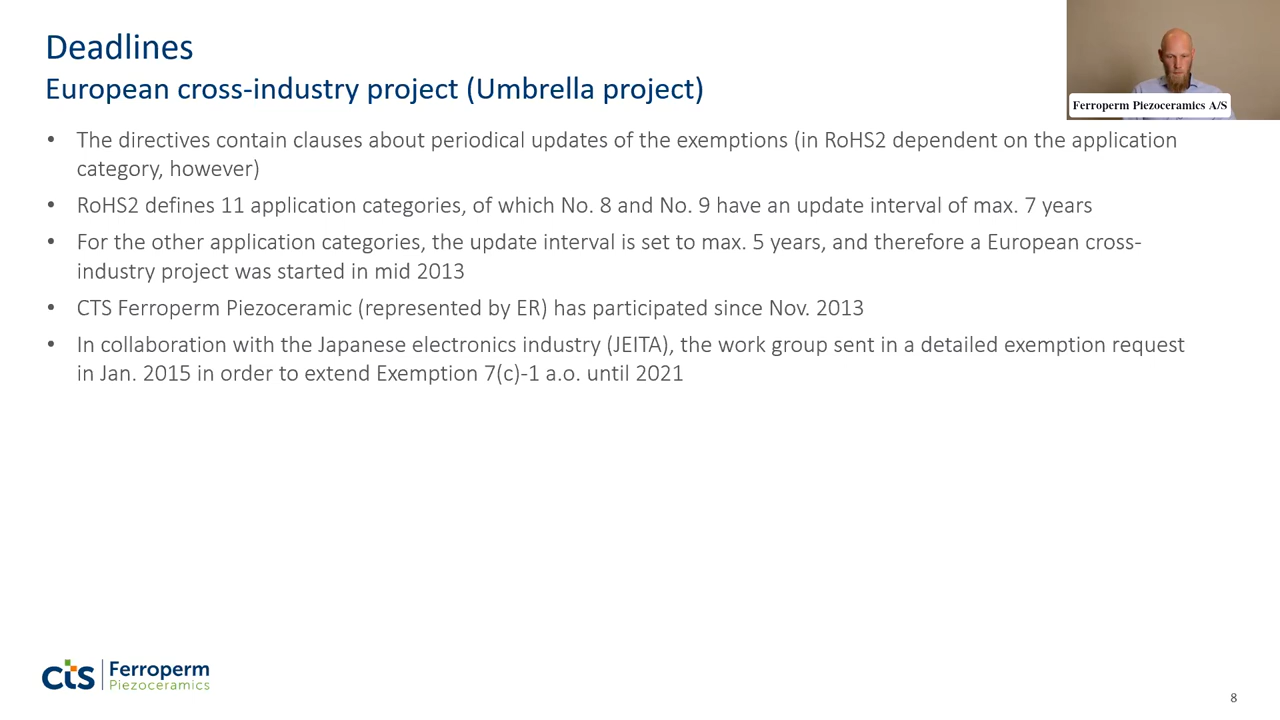 Deadlines
European cross-industry project (Umbrella project)
Ferroperm Piezoceramics A/S
• The directives contain clauses about periodical updates of the exemptions (in RoHS2 dependent on the application
category, however)
• RoHS2 defines 11 application categories, of which No. 8 and No. 9 have an update interval of max. 7 years
• For the other application categories, the update interval is set to max. 5 years, and therefore a European cross-
industry project was started in mid 2013
• CTS Ferroperm Piezoceramic (represented by ER) has participated since Nov. 2013
• In collaboration with the Japanese electronics industry (JEITA), the work group sent in a detailed exemption request
in Jan. 2015 in order to extend Exemption 7(c)-1 a.o. until 2021
cts Ferroperm
Piezoceramics
8